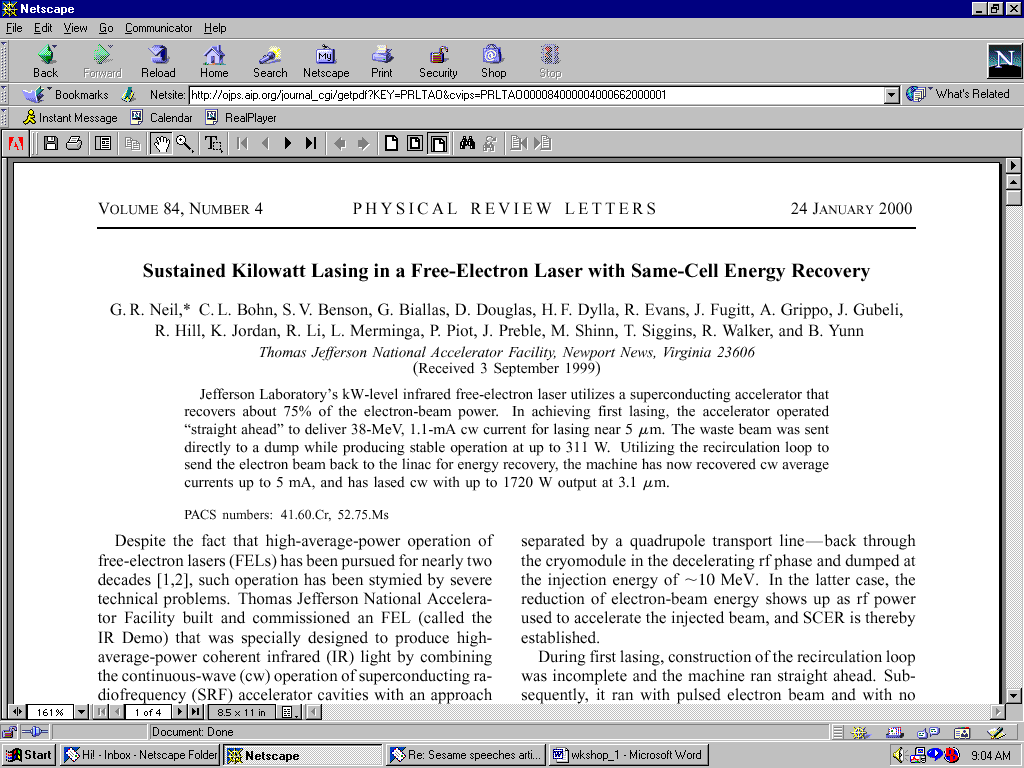 Netscape
File Edit View Go Communicator Help
Back Forward Reload Home Search Netscape Print Security Shop Stop
My
N
Bookmarks Netsite: http://ojps.aip.org/journal_cgi/getpdf?KEY=PRLTAO&cvips=PRLTAO000084000004000662000001 What's Related
Instant Message Calendar RealPlayer
VOLUME 84, NUMBER 4 PHYSICAL REVIEW LETTERS 24 JANUARY 2000
Sustained Kilowatt Lasing in a Free-Electron Laser with Same-Cell Energy Recovery
G. R. Neil,* C. L. Bohn, S. V. Benson, G. Biallas, D. Douglas, H. F. Dylla, R. Evans, J. Fugitt, A. Grippo, J. Gubeli,
R. Hill, K. Jordan, R. Li, L. Merminga, P. Piot, J. Preble, M. Shinn, T. Siggins, R. Walker, and B. Yunn
Thomas Jefferson National Accelerator Facility, Newport News, Virginia 23606
(Received 3 September 1999)
Jefferson Laboratory's kW-level infrared free-electron laser utilizes a superconducting accelerator that
recovers about 75% of the electron-beam power. In achieving first lasing, the accelerator operated
“straight ahead” to deliver 38-MeV, 1.1-mA cw current for lasing near 5 μm. The waste beam was sent
directly to a dump while producing stable operation at up to 311 W. Utilizing the recirculation loop to
send the electron beam back to the linac for energy recovery, the machine has now recovered cw average
currents up to 5 mA, and has lased cw with up to 1720 W output at 3.1 μm.
PACS numbers: 41.60.Cr, 52.75.Ms
Despite the fact that high-average-power operation of
free-electron lasers (FELs) has been pursued for nearly two
decades [1,2], such operation has been stymied by severe
technical problems. Thomas Jefferson National Accelera-
tor Facility built and commissioned an FEL (called the
IR Demo) that was specially designed to produce high-
average-power coherent infrared (IR) light by combining
the continuous-wave (cw) operation of superconducting ra-
diofrequency (SRF) accelerator cavities with an approach
separated by a quadrupole transport line—back through
the cryomodule in the decelerating rf phase and dumped at
the injection energy of ~10 MeV. In the latter case, the
reduction of electron-beam energy shows up as rf power
used to accelerate the injected beam, and SCER is thereby
established.
During first lasing, construction of the recirculation loop
was incomplete and the machine ran straight ahead. Sub-
sequently, it ran with pulsed electron beam and with no
161% 1 of 4 8.5 x 11 in
Document: Done
Start Hi! - Inbox - Netscape Folder Netscape Re: Sesame speeches arti... wkshop_1 - Microsoft Word 9:04 AM